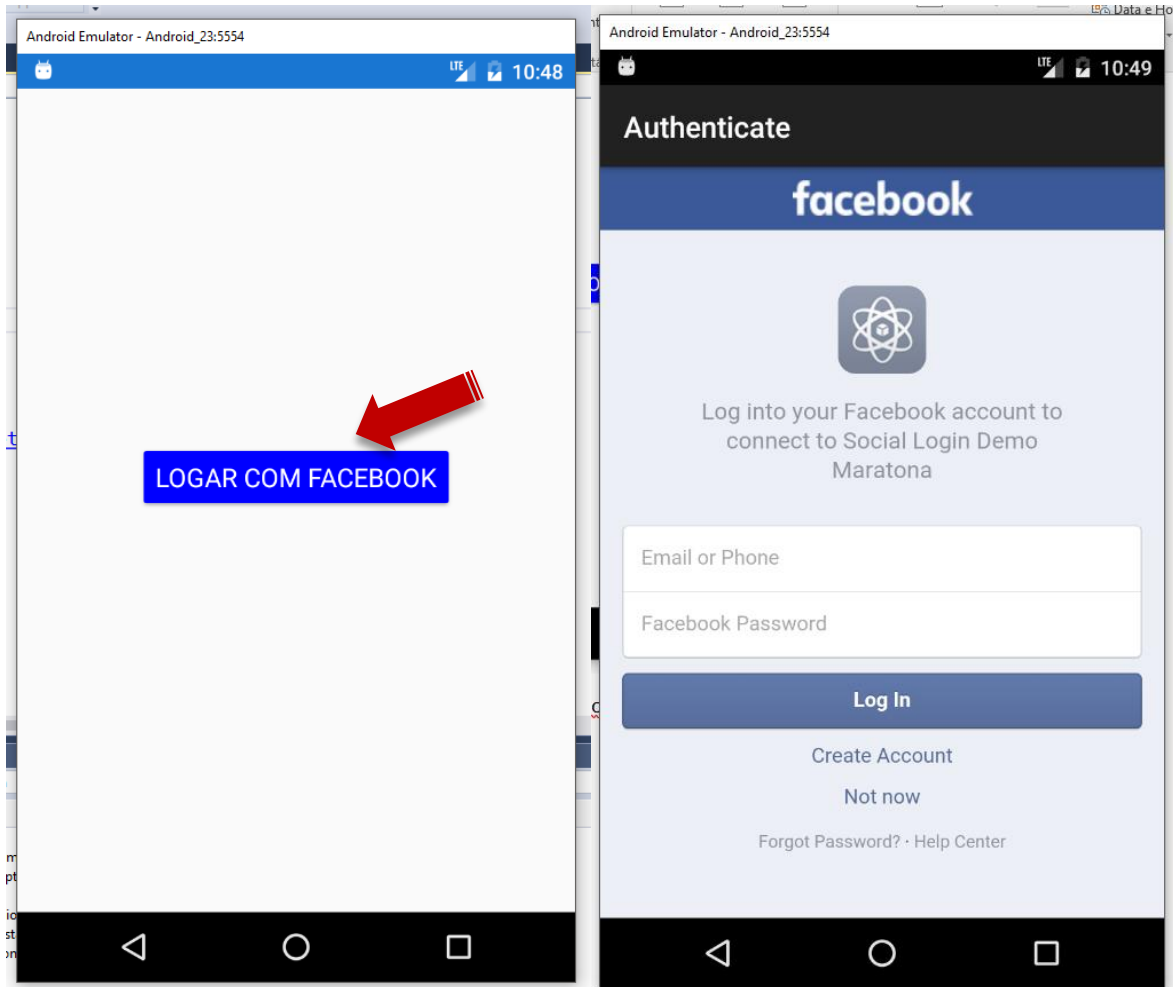 Data e Ho
Android Emulator - Android_23:5554
LTE 10:48
LOGAR COM FACEBOOK
Android Emulator - Android_23:5554
LTE 10:49
Authenticate
facebook
Log into your Facebook account to
connect to Social Login Demo
Maratona
Email or Phone
Facebook Password
Log In
Create Account
Not now
Forgot Password? · Help Center